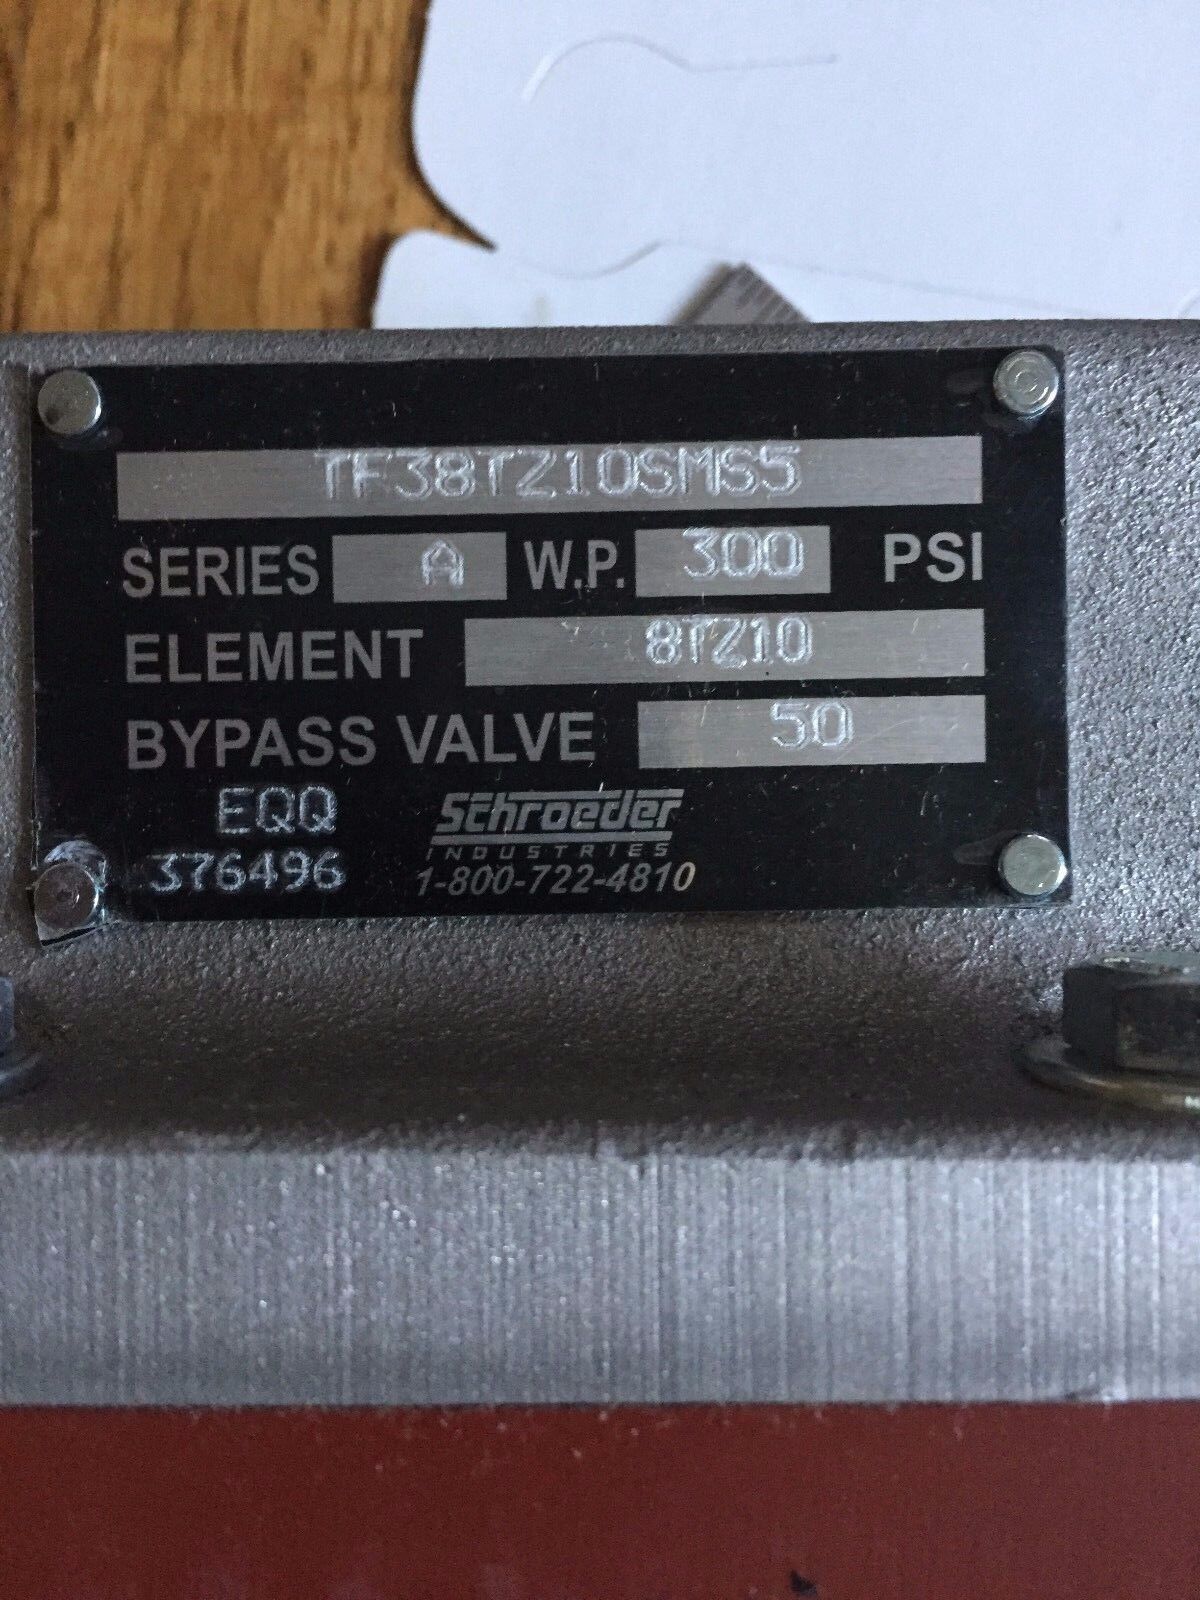 TF38TZ10SMS5
SERIES A W.P. 300 PSI
ELEMENT 8TZ10
BYPASS VALVE 50
EQQ
376496
Schroeder
INDUSTRIES
1-800-722-4810